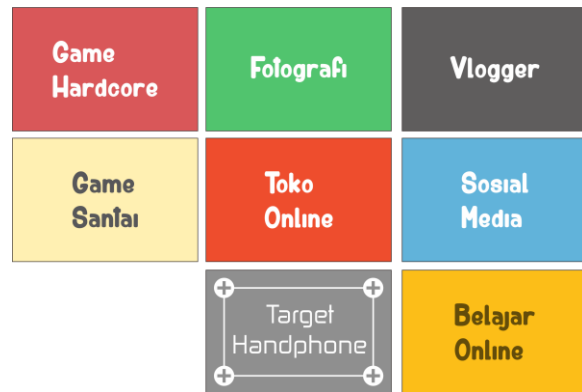 Game
Hardcore
Fotografi
Vlogger
Game
Santai
Toko
Online
Sosial
Media
Target
Handphone
Belajar
Online